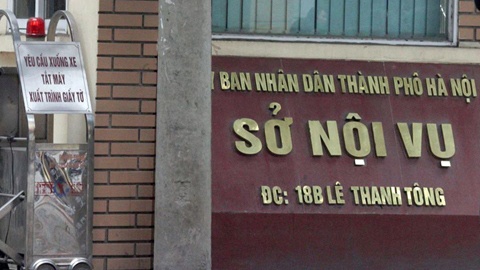 YÊU CẦU XUỐNG XE
TẮT MÁY
XUẤT TRÌNH GIẤY TỜ
BAN NHÂN DÂN THÀNH PHỐ HÀ NỘI
SỞ NỘI VỤ
ĐC: 18B LÊ THANH TÔNG